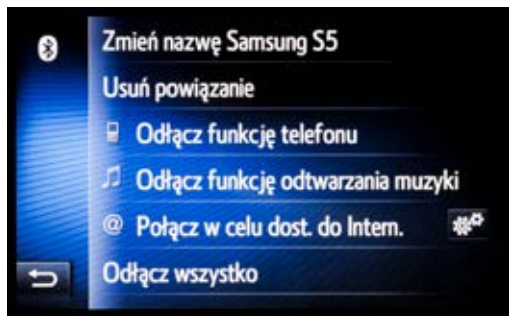 Zmień nazwę Samsung S5
Usuń powiązanie
Odłącz funkcję telefonu
Odłącz funkcję odtwarzania muzyki
@ Połącz w celu dost. do Intern.
Odłącz wszystko